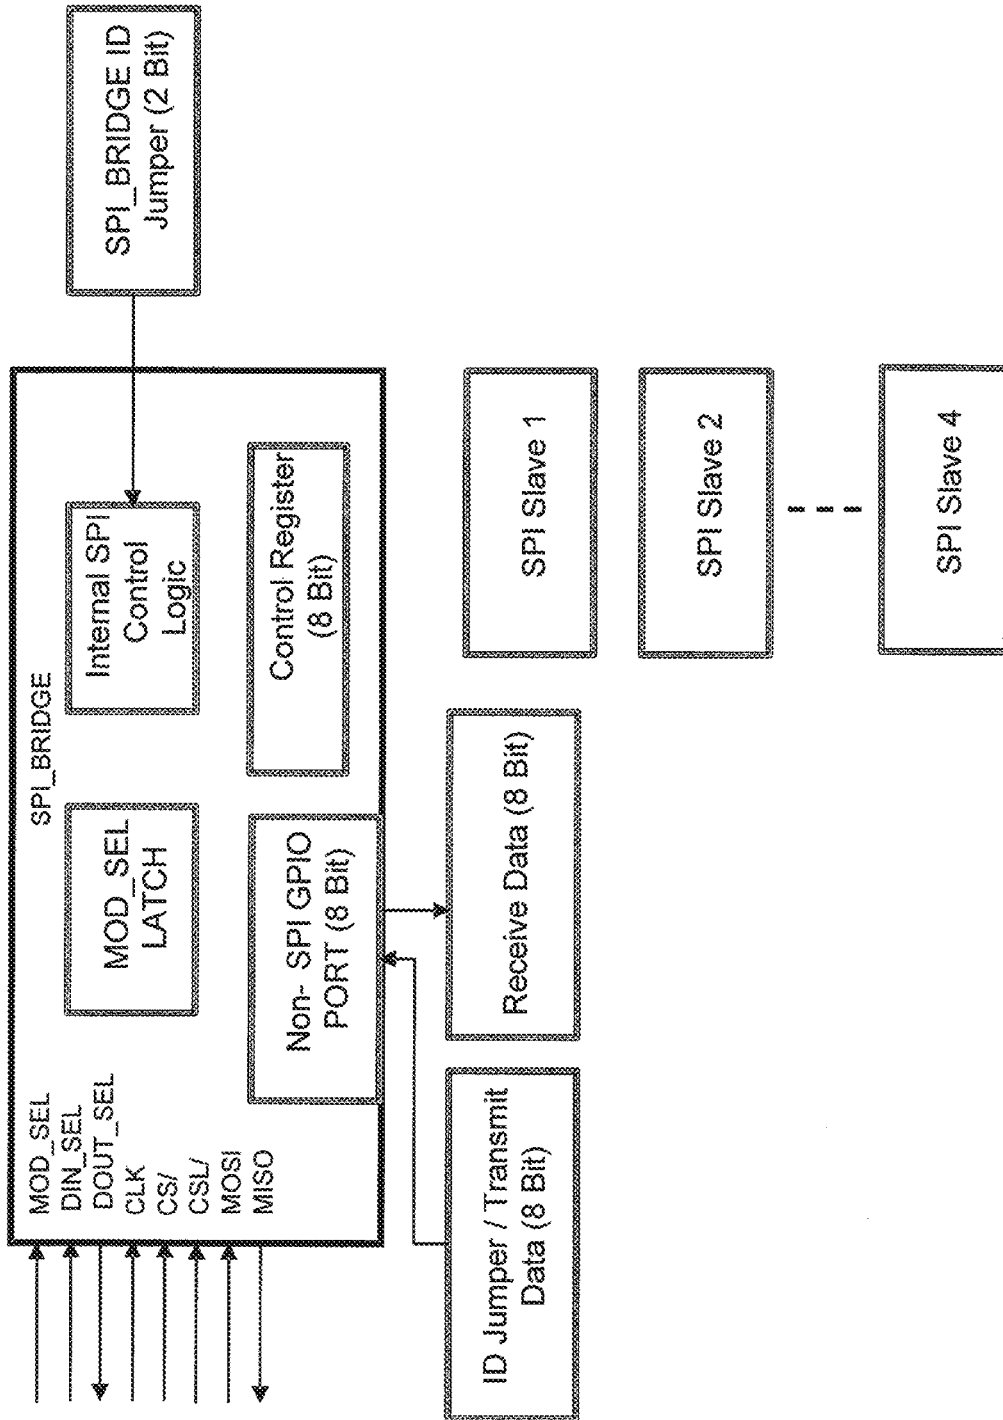 MOD_SEL
DIN_SEL
DOUT_SEL
CLK
CS/
CSL/
MOSI
MISO
SPI_BRIDGE
MOD_SEL
LATCH
Internal SPI
Control
Logic
Non- SPI GPIO
PORT (8 Bit)
Control Register
(8 Bit)
SPI_BRIDGE ID
Jumper (2 Bit)
ID Jumper / Transmit
Data (8 Bit)
Receive Data (8 Bit)
SPI Slave 1
SPI Slave 2
SPI Slave 4